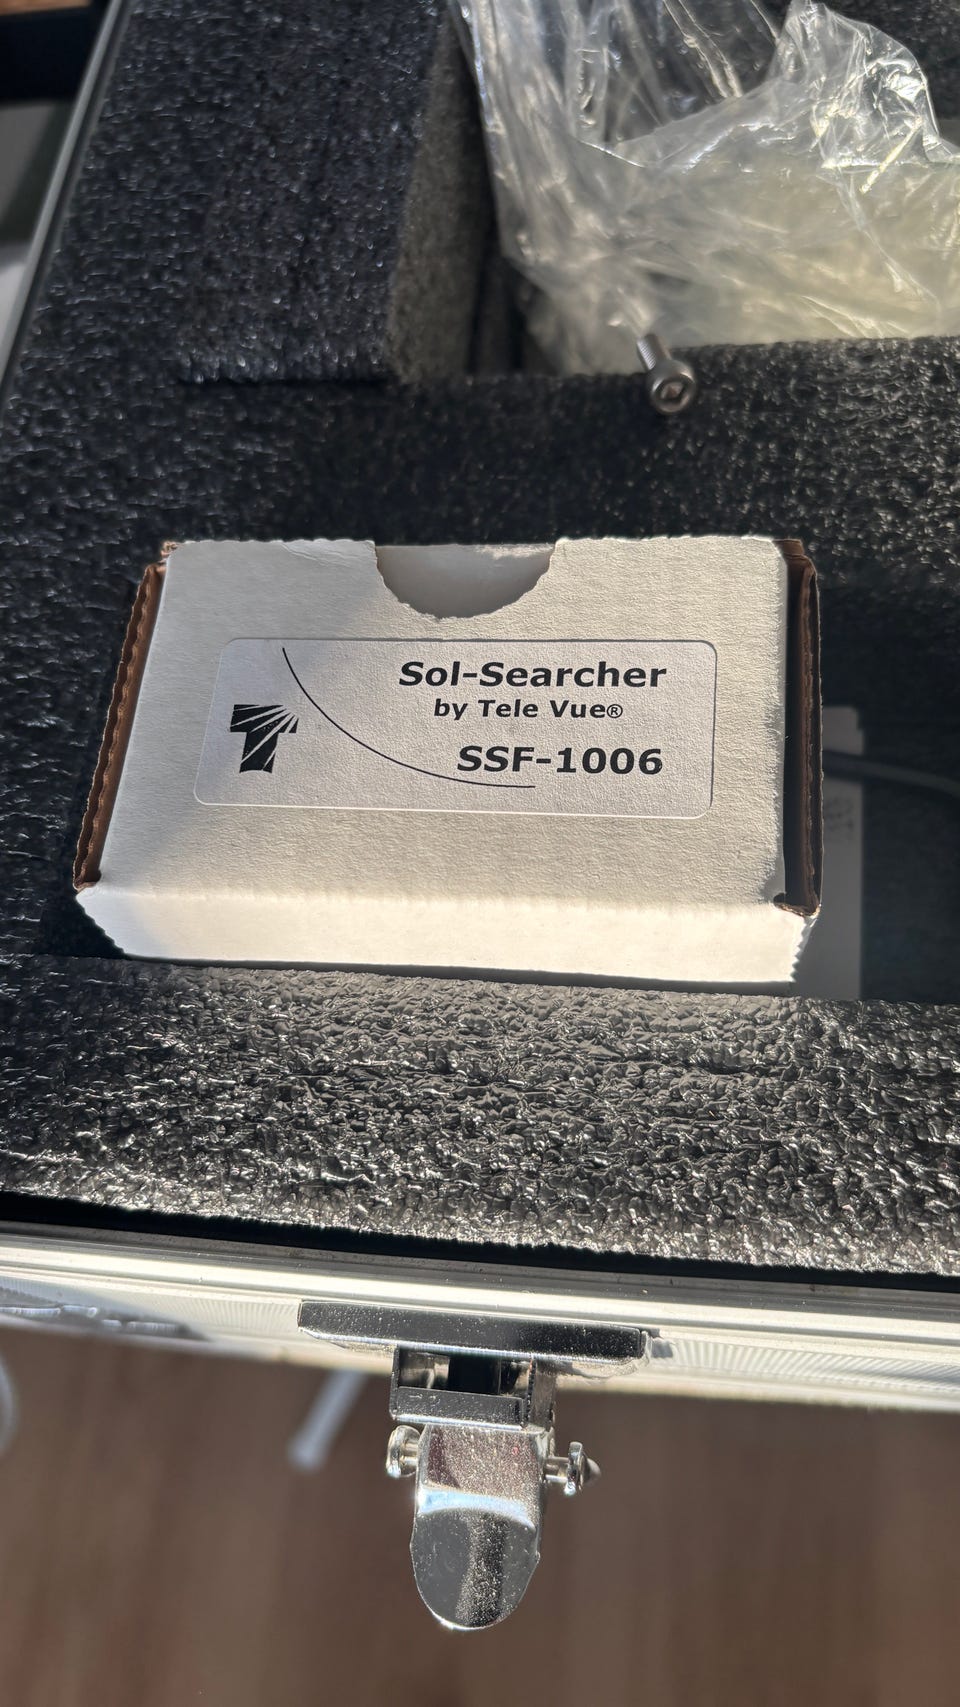 Sol-Searcher
by Tele Vue®
SSF-1006